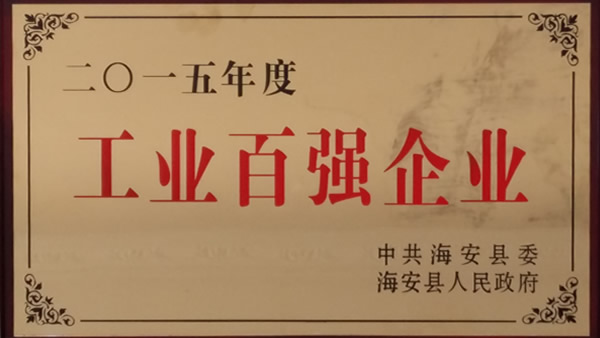 二〇一五年度
工业百强企业
中共海安县委
海安县人民政府